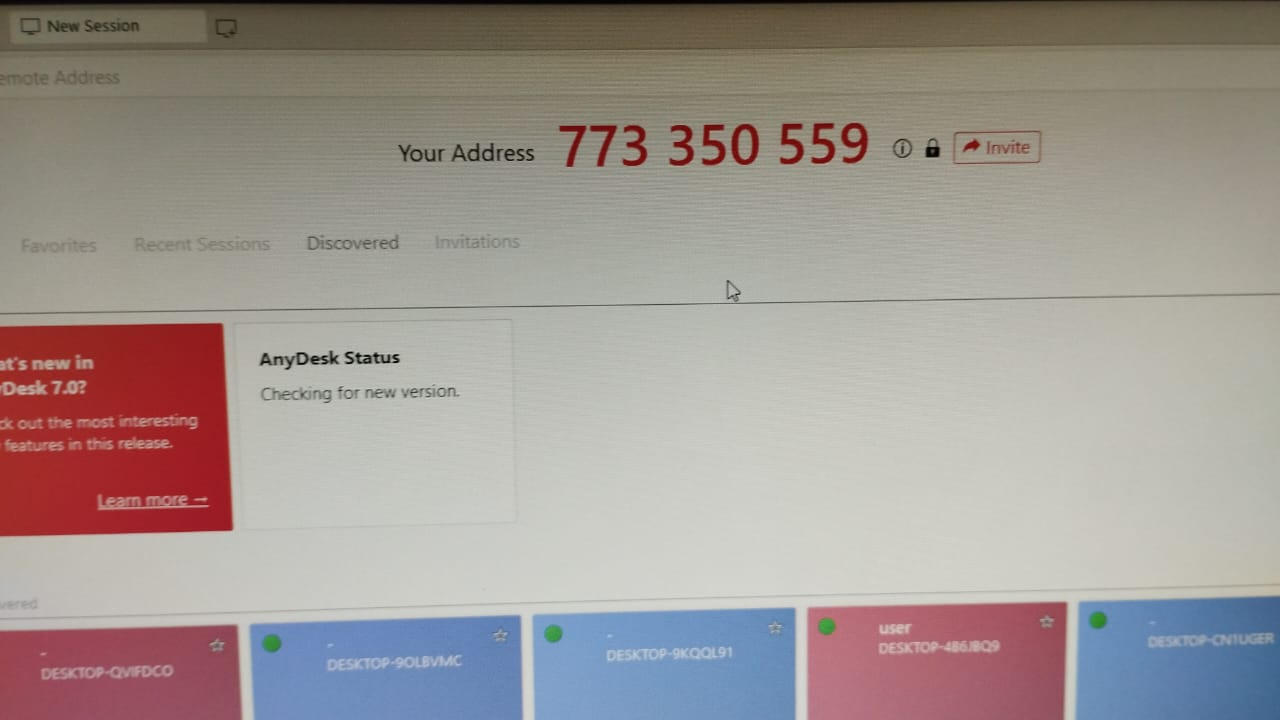 New Session
emote Address
Your Address 773 350 559 Invite
Favorites Recent Sessions Discovered Invitations
at's new in
yDesk 7.0?
ck out the most interesting
features in this release.
Learn more →
AnyDesk Status
Checking for new version.
vered
-
DESKTOP-QVIFDCO
-
DESKTOP-9OLBVMC
-
DESKTOP-9KQQL91
user
DESKTOP-4B6JBQ9
-
DESKTOP-CN1UGER